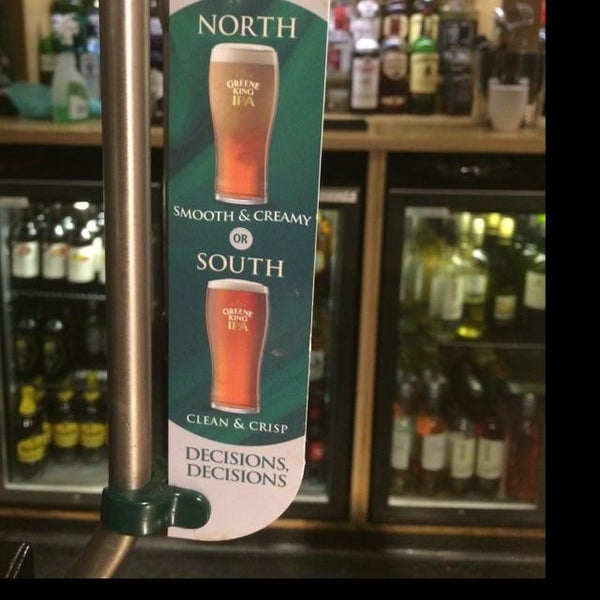 NORTH
GREENE
KING
IPA
SMOOTH & CREAMY
OR
SOUTH
GREENE
KING
IPA
CLEAN & CRISP
DECISIONS,
DECISIONS